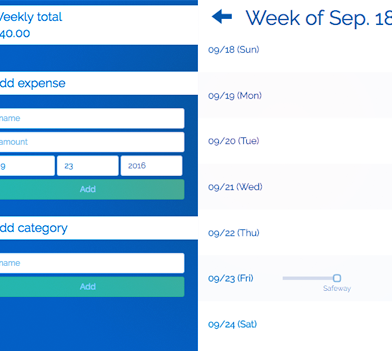 Weekly total
40.00
dd expense
name
amount
9 23 2016
Add
dd category
name
Add
Week of Sep. 18
09/18 (Sun)
09/19 (Mon)
09/20 (Tue)
09/21 (Wed)
09/22 (Thu)
09/23 (Fri)
Safeway
09/24 (Sat)